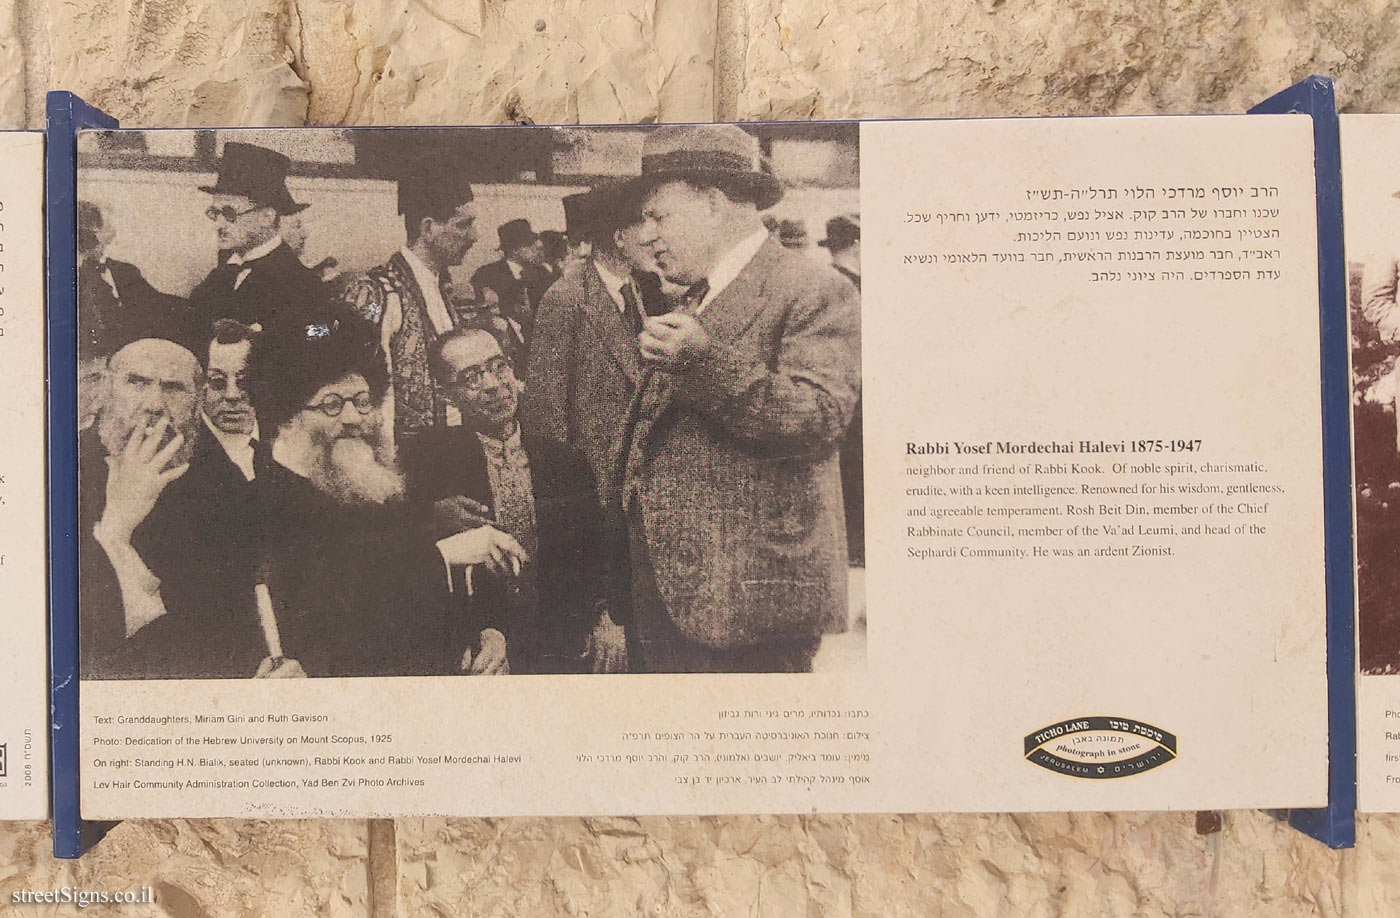 הרב יוסף מרדכי הלוי תרל"ה-תש"ז
שכנו וחברו של הרב קוק. אציל נפש, כריזמטי, ידען וחריף שכל.
הצטיין בחוכמה, עדינות נפש ונועם הליכות.
ראב"ד, חבר מועצת הרבנות הראשית, חבר בוועד הלאומי ונשיא
עדת הספרדים. היה ציוני נלהב.
Rabbi Yosef Mordechai Halevi 1875-1947
neighbor and friend of Rabbi Kook. Of noble spirit, charismatic,
erudite, with a keen intelligence. Renowned for his wisdom, gentleness,
and agreeable temperament. Rosh Beit Din, member of the Chief
Rabbinate Council, member of the Va'ad Leumi, and head of the
Sephardi Community. He was an ardent Zionist.
Text: Granddaughters, Miriam Gini and Ruth Gavison
Photo: Dedication of the Hebrew University on Mount Scopus, 1925
On right: Standing H.N. Bialik, seated (unknown), Rabbi Kook and Rabbi Yosef Mordechai Halevi
Lev Hair Community Administration Collection, Yad Ben Zvi Photo Archives
כתבו: נכדותיו, מרים גיני ורות גביזון
צילום: חנוכת האוניברסיטה העברית על הר הצופים תרפ"ה
מימין: עומד ביאליק. יושבים (אלמוני), הרב קוק, והרב יוסף מרדכי הלוי
אוסף מינהל קהילתי לב העיר, ארכיון יד בן צבי
TICHO LANE סימטת טיכו
תמונה באבן
photograph in stone
JERUSALEM ירושלים
2008 תשס"ח
streetSigns.co.il